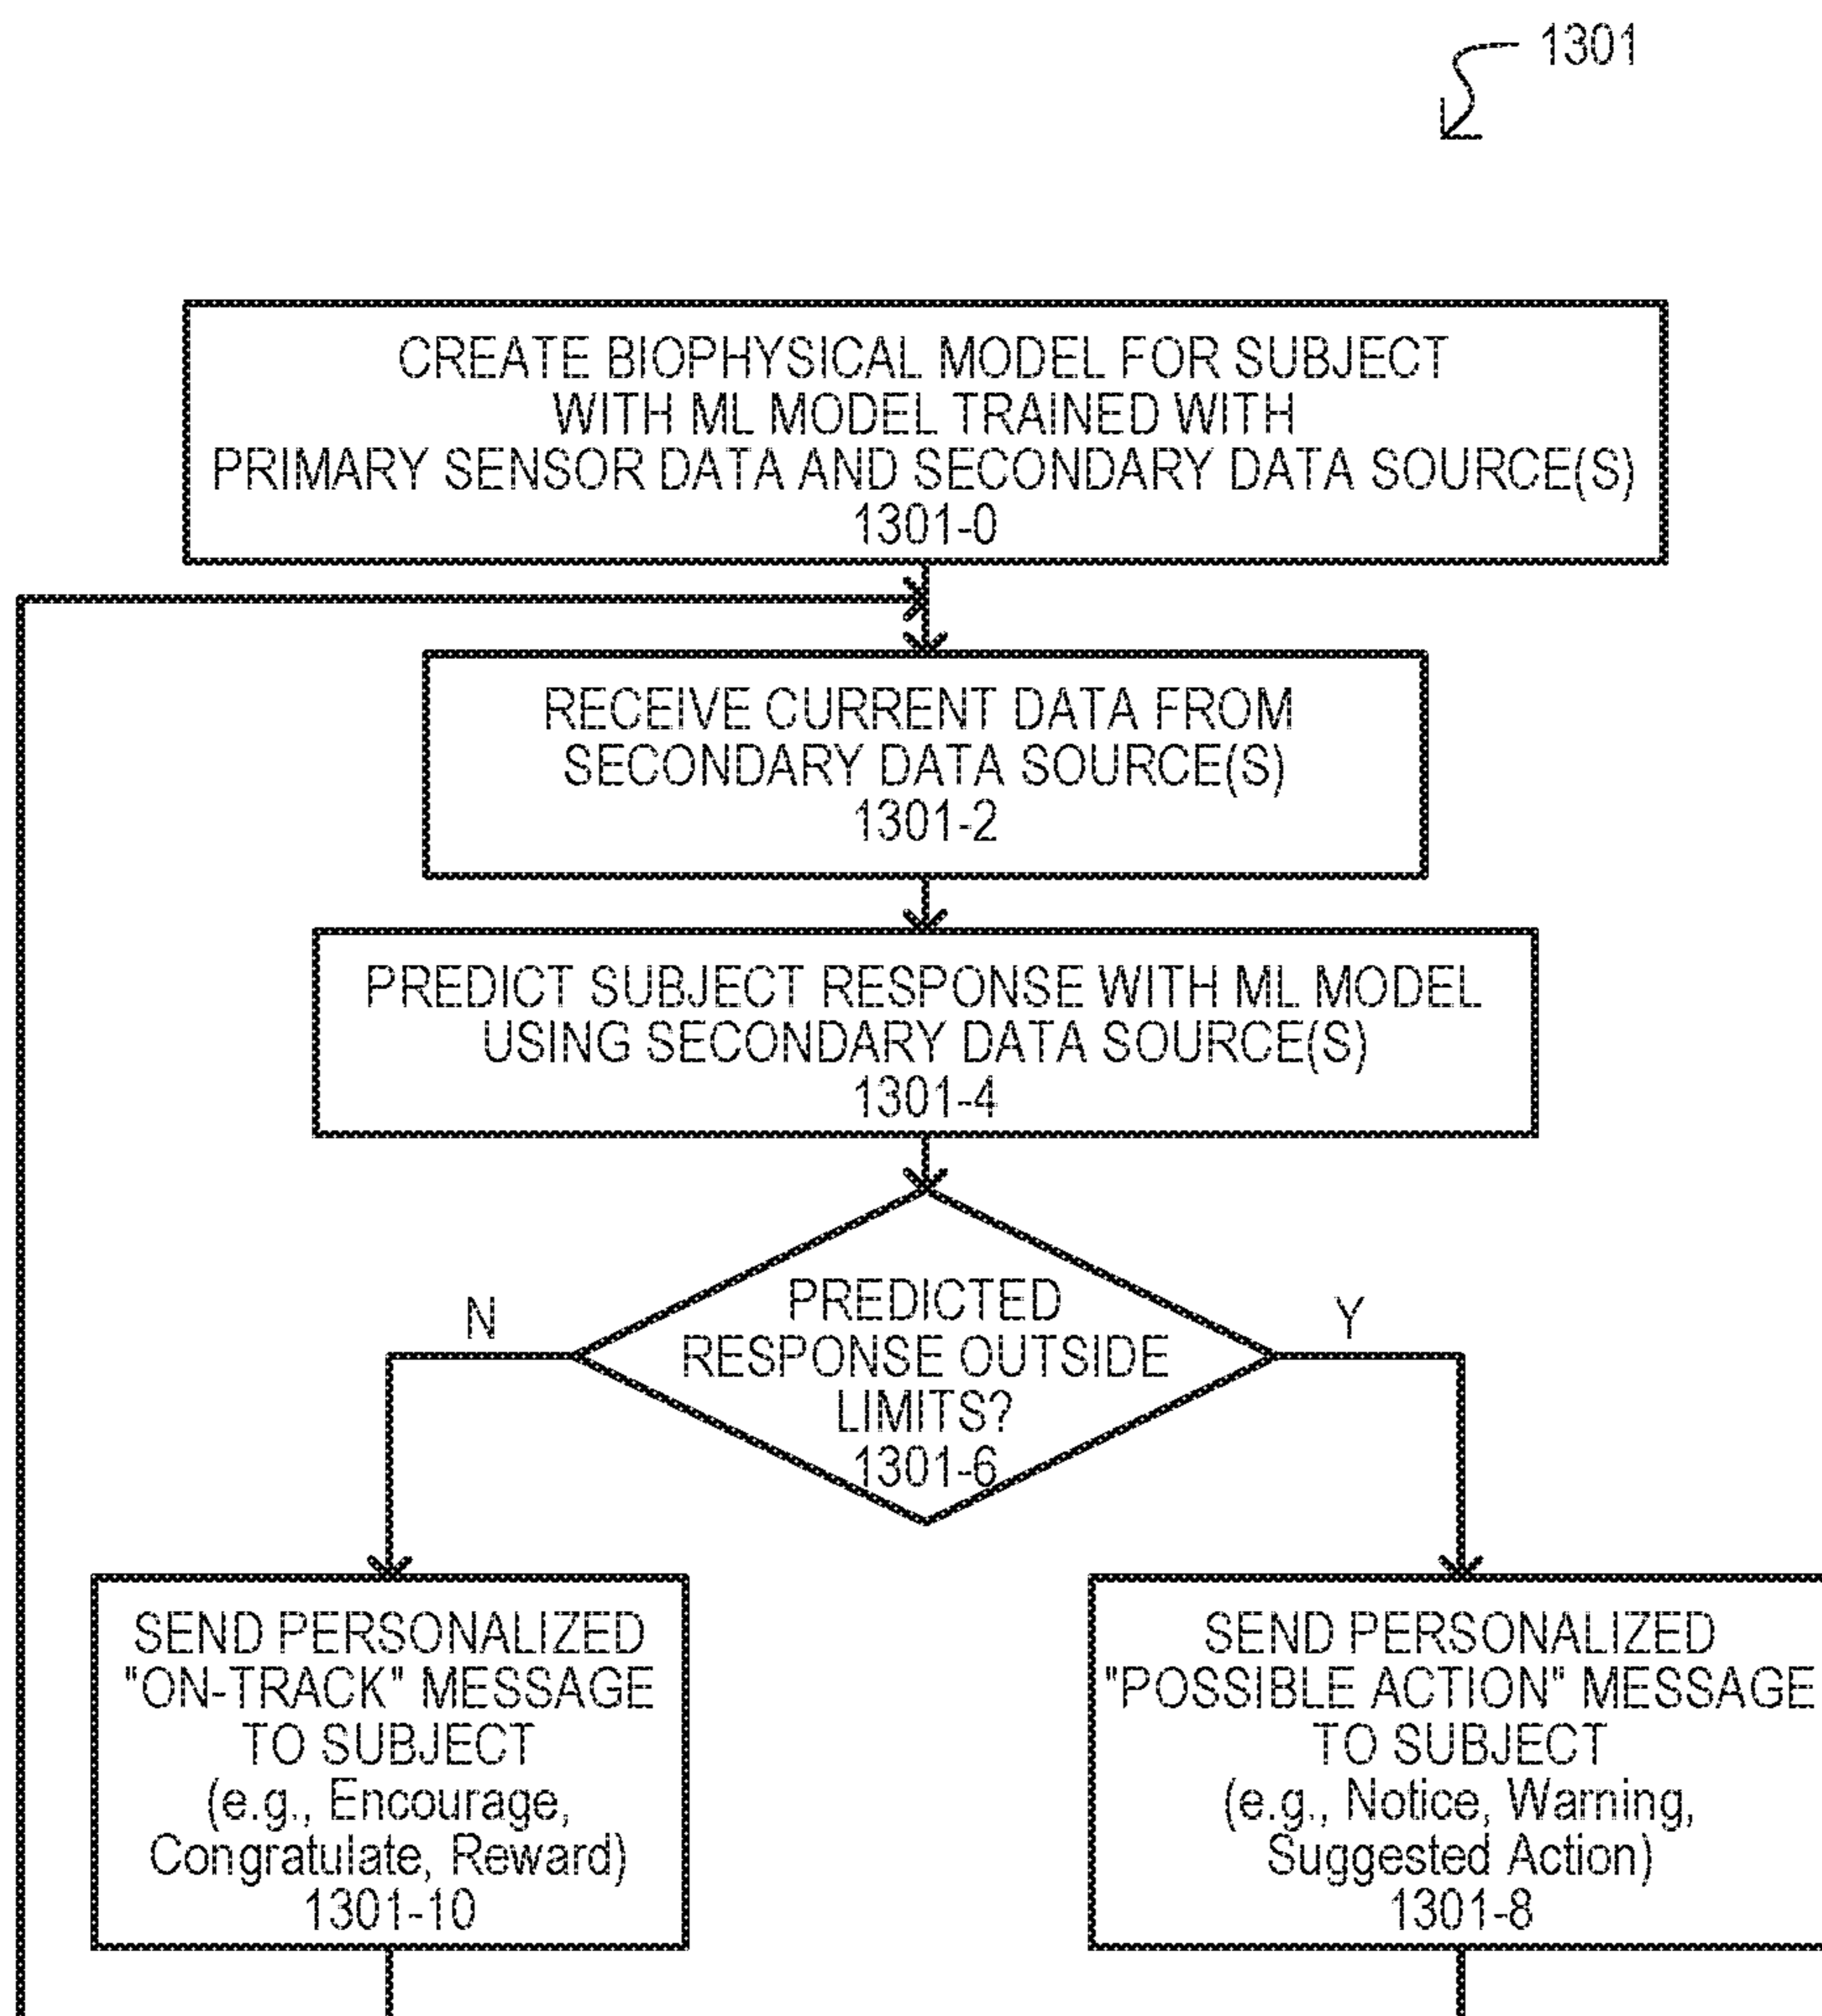 1301
CREATE BIOPHYSICAL MODEL FOR SUBJECT
WITH ML MODEL TRAINED WITH
PRIMARY SENSOR DATA AND SECONDARY DATA SOURCE(S)
1301-0
RECEIVE CURRENT DATA FROM
SECONDARY DATA SOURCE(S)
1301-2
PREDICT SUBJECT RESPONSE WITH ML MODEL
USING SECONDARY DATA SOURCE(S)
1301-4
PREDICTED
RESPONSE OUTSIDE
LIMITS?
1301-6
N
Y
SEND PERSONALIZED
"ON-TRACK" MESSAGE
TO SUBJECT
(e.g., Encourage,
Congratulate, Reward)
1301-10
SEND PERSONALIZED
"POSSIBLE ACTION" MESSAGE
TO SUBJECT
(e.g., Notice, Warning,
Suggested Action)
1301-8